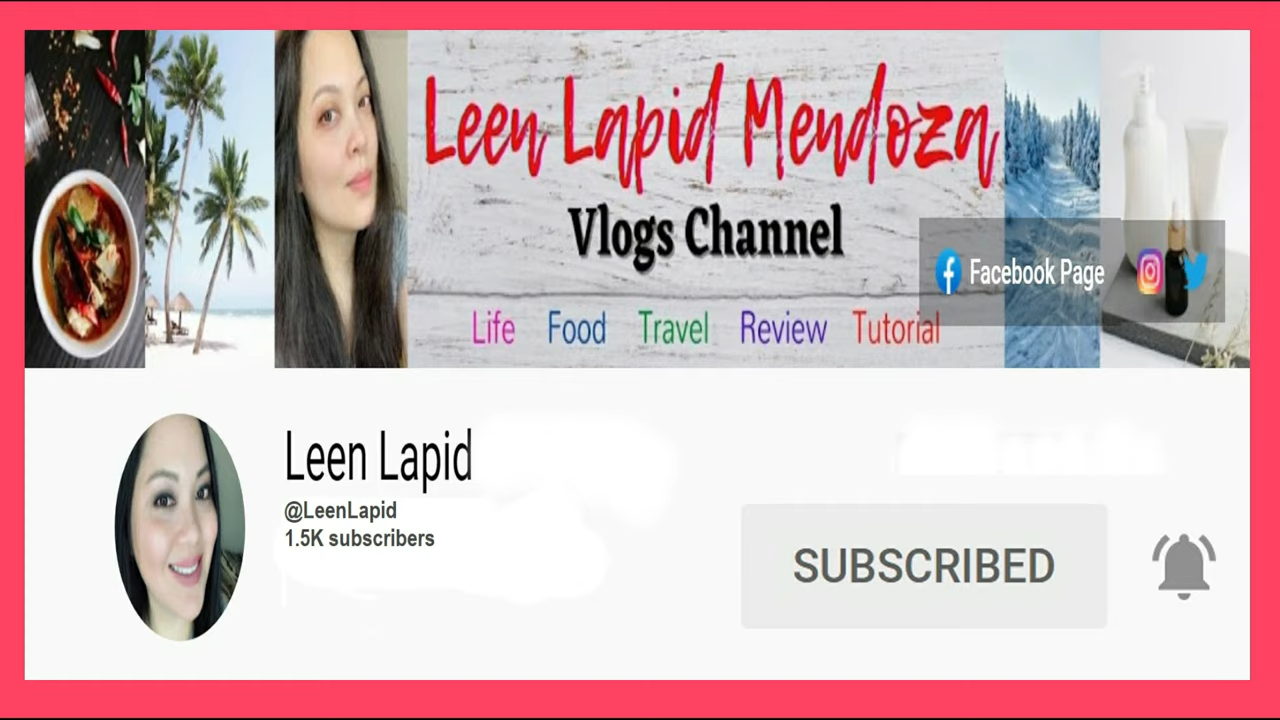 Leen Lapid Mendoza
Vlogs Channel
Facebook Page
Life Food Travel Review Tutorial
Leen Lapid
@LeenLapid
1.5K subscribers
SUBSCRIBED